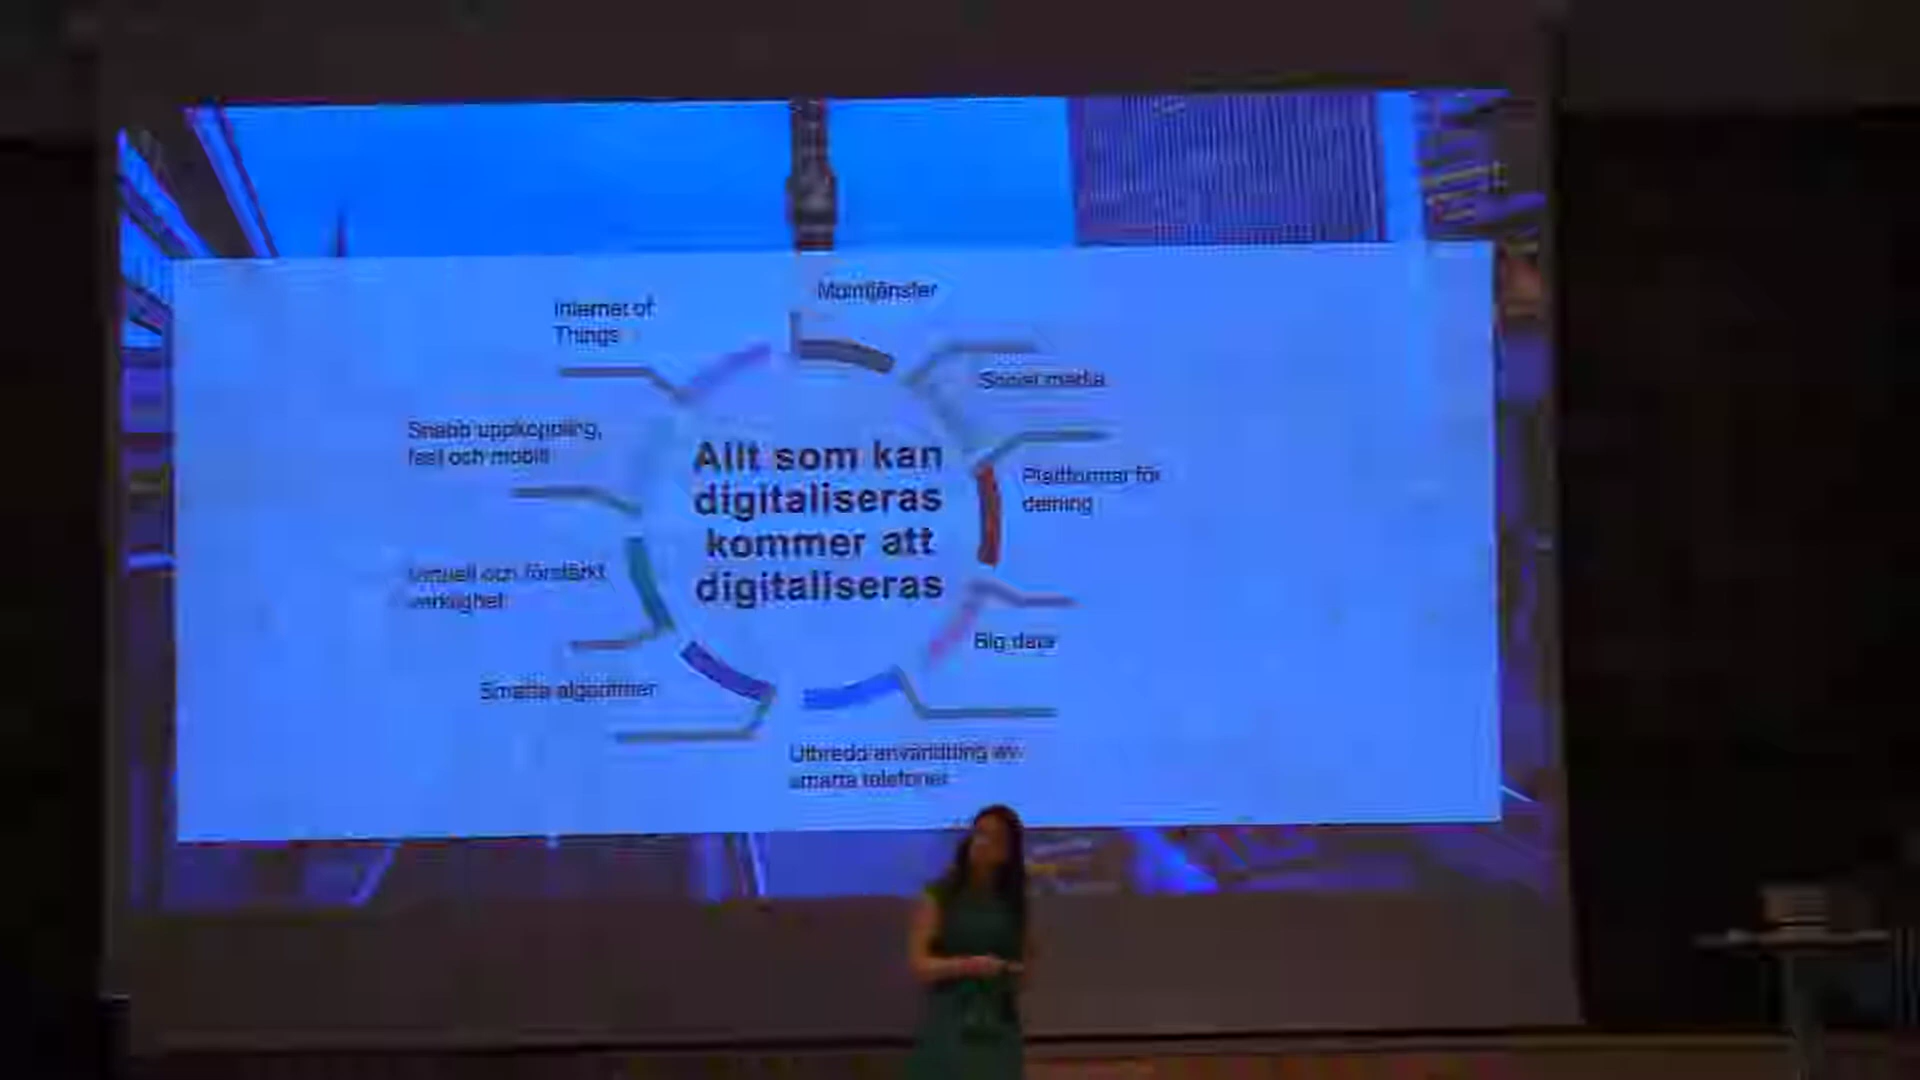 Molntjänster
Internet of
Things
Social media
Snabb uppkoppling,
fast och mobilt
Allt som kan
digitaliseras
kommer att
digitaliseras
Plattformar för
delning
Virtuell och förstärkt
verklighet
Big data
Smarta algoritmer
Utbredd användning av
smarta telefoner